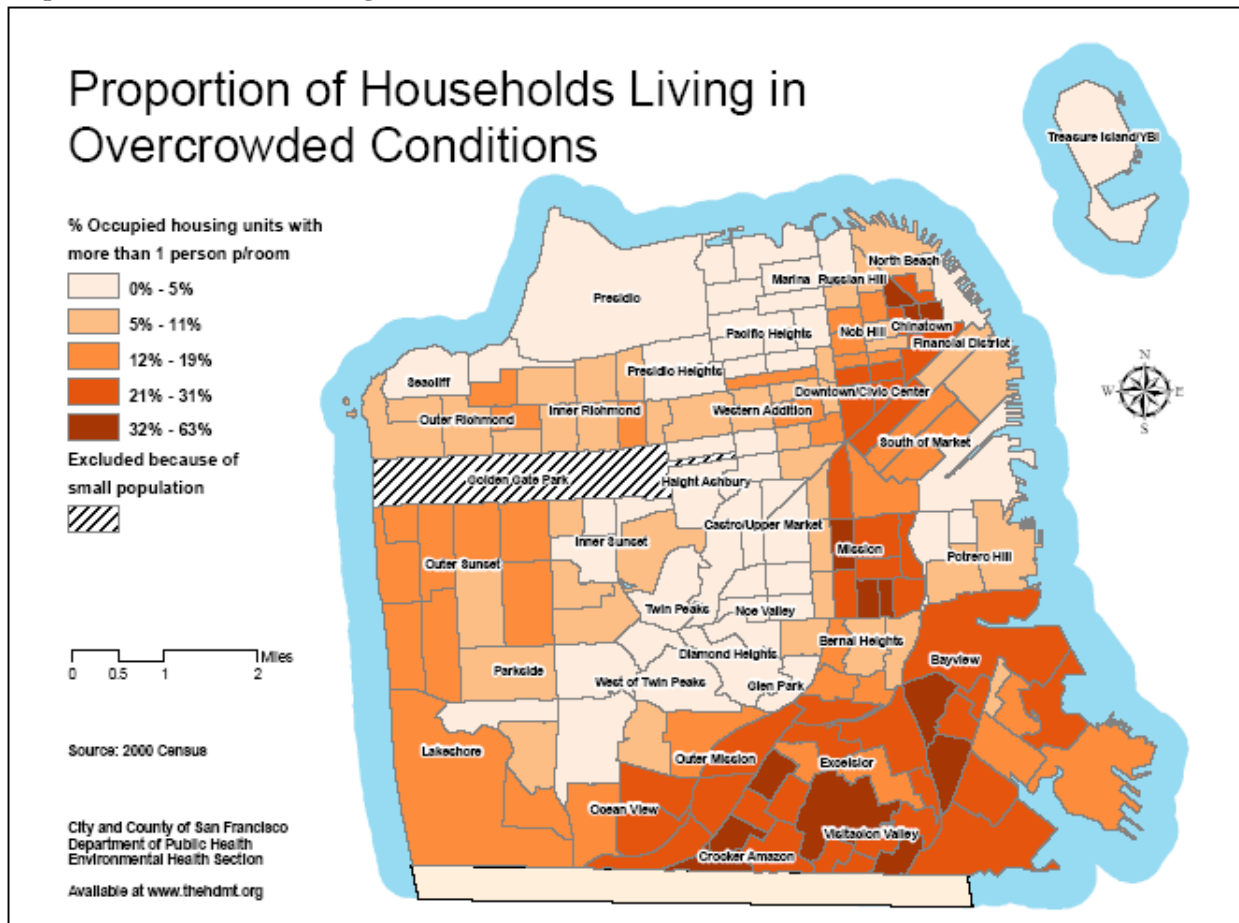 Proportion of Households Living in
Overcrowded Conditions
% Occupied housing units with
more than 1 person p/room
0% - 5%
5% - 11%
12% - 19%
21% - 31%
32% - 63%
Excluded because of
small population
0 0.5 1 2 Miles
Source: 2000 Census
City and County of San Francisco
Department of Public Health
Environmental Health Section
Available at www.thehdmt.org
Treasure Island/YBI
N
W E
S
North Beach
Marina
Russian Hill
Presidio
Chinatown
Pacific Heights
Nob Hill
Financial District
Presidio Heights
Seacliff
Downtown/Civic Center
Inner Richmond
Western Addition
Outer Richmond
South of Market
Golden Gate Park
Haight Ashbury
Castro/Upper Market
Inner Sunset
Mission
Potrero Hill
Outer Sunset
Twin Peaks
Noe Valley
Bernal Heights
Diamond Heights
Bayview
Parkside
West of Twin Peaks
Glen Park
Lakeshore
Outer Mission
Excelsior
Ocean View
Visitacion Valley
Crocker Amazon